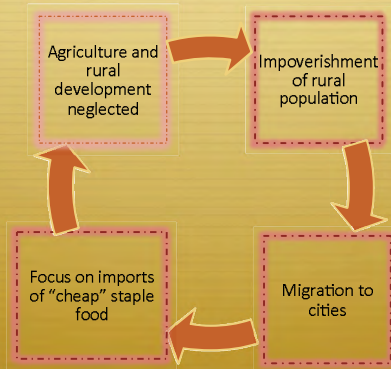 Agriculture and
rural
development
neglected
Impoverishment
of rural
population
Migration to
cities
Focus on imports
of “cheap” staple
food